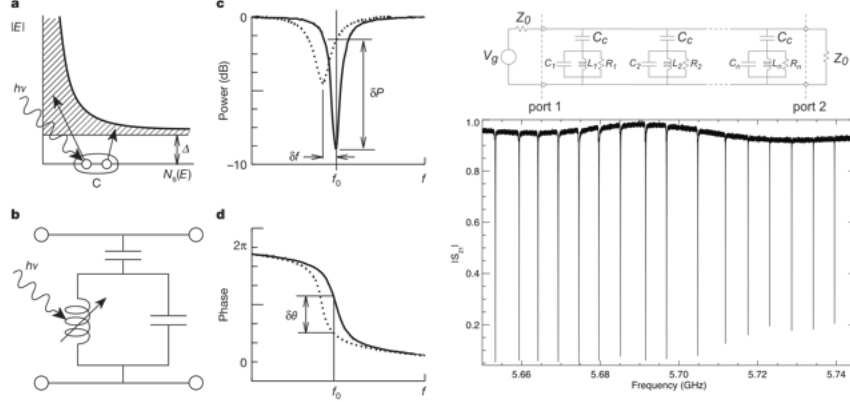 a
|E|
hν
Δ
C
Nₛ(E)
b
hν
c
Power (dB)
0
−10
δP
δf
f₀
f
d
Phase
2π
0
δθ
f₀
f
Z₀
V_g
C_c
C_c
C_c
C₁
L₁
R₁
C₂
L₂
R₂
Cₙ
Lₙ
Rₙ
Z₀
port 1
port 2
|S₂₁|
1.0
0.8
0.6
0.4
0.2
5.66
5.68
5.70
5.72
5.74
Frequency (GHz)